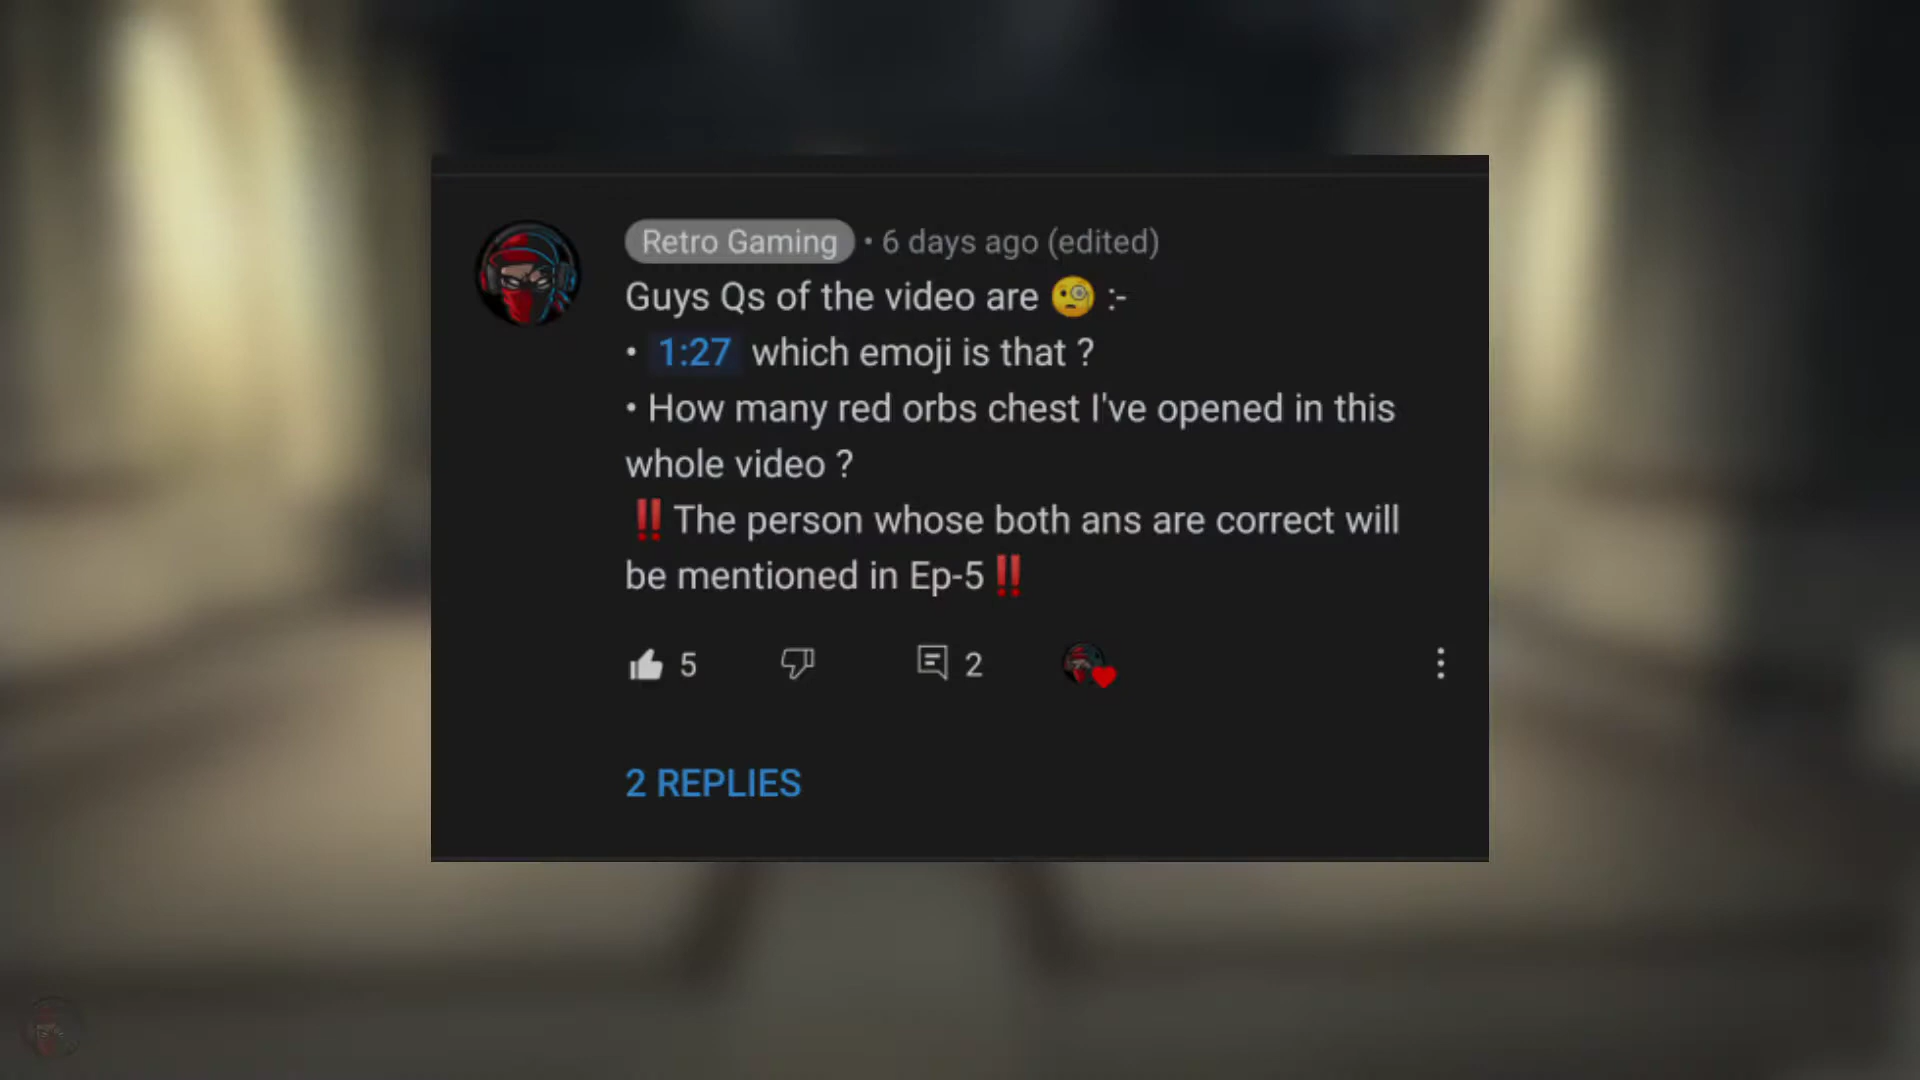 Retro Gaming • 6 days ago (edited)
Guys Qs of the video are 🧐 :-
• 1:27 which emoji is that ?
• How many red orbs chest I've opened in this
whole video ?
‼️The person whose both ans are correct will
be mentioned in Ep-5‼️
5 2
2 REPLIES